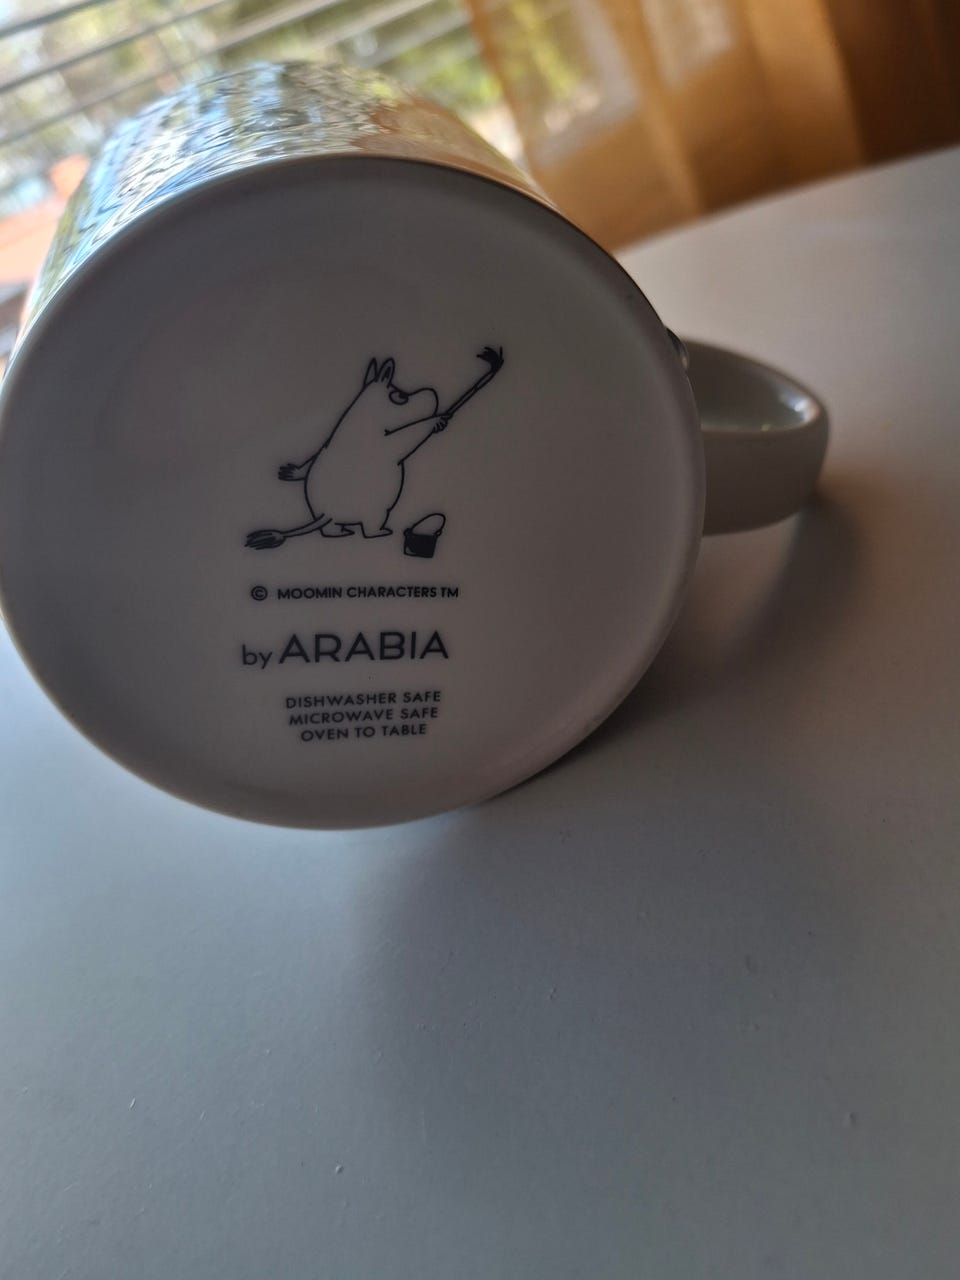 © MOOMIN CHARACTERS TM
by ARABIA
DISHWASHER SAFE
MICROWAVE SAFE
OVEN TO TABLE